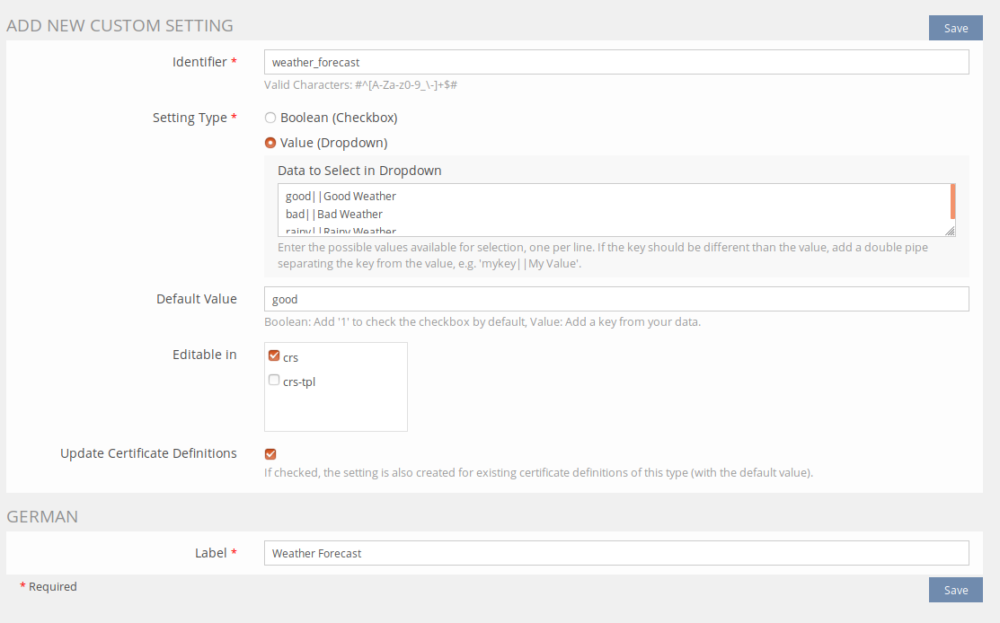 ADD NEW CUSTOM SETTING
Save
Identifier *
weather_forecast
Valid Characters: #^[A-Za-z0-9_\-]+$#
Setting Type *
Boolean (Checkbox)
Value (Dropdown)
Data to Select in Dropdown
good||Good Weather
bad||Bad Weather
rainy||Rainy Weather
Enter the possible values available for selection, one per line. If the key should be different than the value, add a double pipe
separating the key from the value, e.g. 'mykey||My Value'.
Default Value
good
Boolean: Add '1' to check the checkbox by default, Value: Add a key from your data.
Editable in
crs
crs-tpl
Update Certificate Definitions
If checked, the setting is also created for existing certificate definitions of this type (with the default value).
GERMAN
Label *
Weather Forecast
* Required
Save